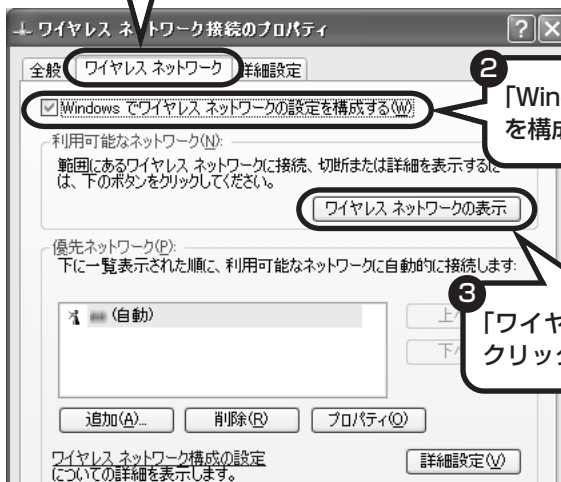 ワイヤレス ネットワーク接続のプロパティ
全般
ワイヤレス ネットワーク
詳細設定
2
「Win
を構成
Windows でワイヤレス ネットワークの設定を構成する(W)
利用可能なネットワーク(N):
範囲にあるワイヤレス ネットワークに接続、切断または詳細を表示するに
は、下のボタンをクリックしてください。
ワイヤレス ネットワークの表示
優先ネットワーク(P):
下に一覧表示された順に、利用可能なネットワークに自動的に接続します:
3
「ワイヤ
クリック
(自動)
上へ
下へ
追加(A)...
削除(R)
プロパティ(O)
ワイヤレス ネットワーク構成の設定
についての詳細を表示します。
詳細設定(V)